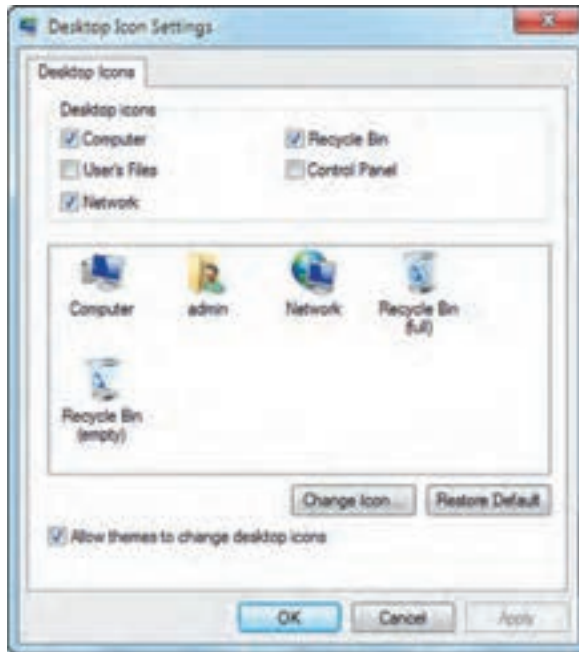 Desktop Icon Settings
Desktop Icons
Desktop icons
Computer
Recycle Bin
User's Files
Control Panel
Network
Computer
admin
Network
Recycle Bin
(full)
Recycle Bin
(empty)
Change Icon...
Restore Default
Allow themes to change desktop icons
OK
Cancel
Apply